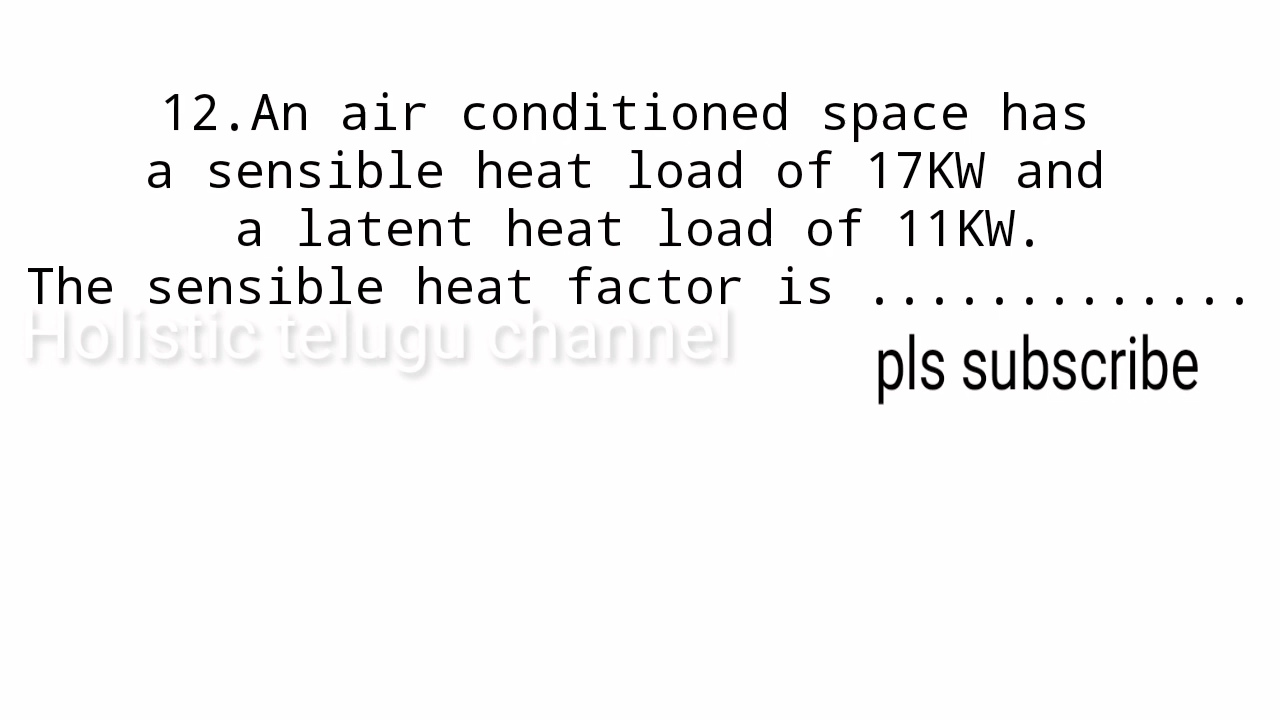 12.An air conditioned space has
a sensible heat load of 17KW and
a latent heat load of 11KW.
The sensible heat factor is .............
Holistic telugu channel
pls subscribe